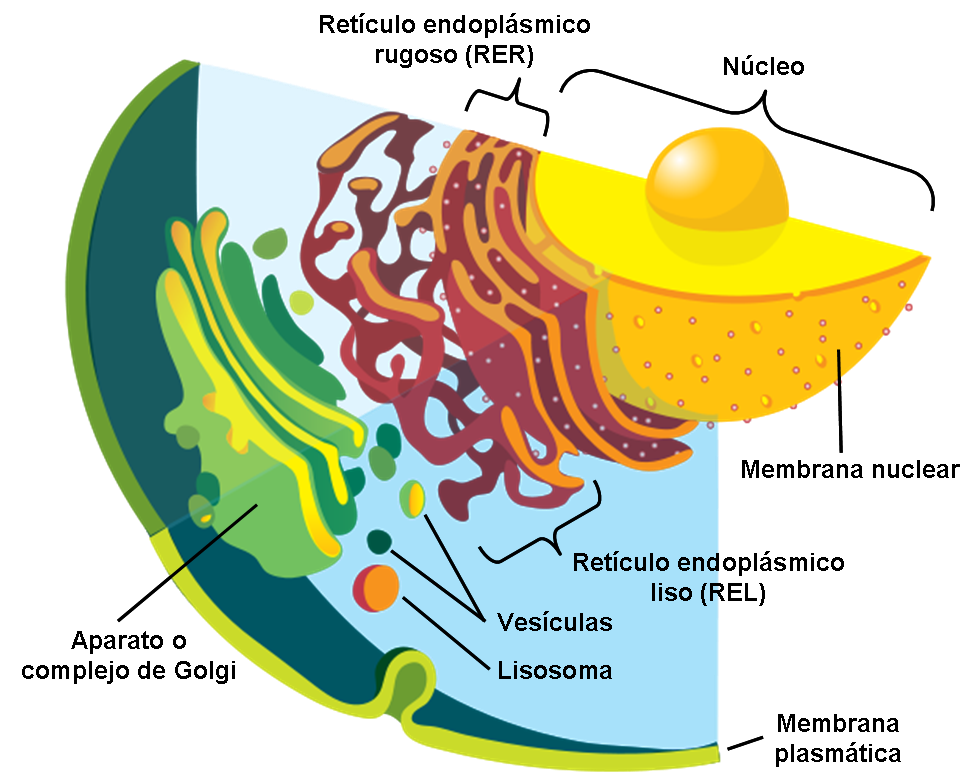 Retículo endoplásmico
rugoso (RER)
Núcleo
Membrana nuclear
Retículo endoplásmico
liso (REL)
Vesículas
Aparato o
complejo de Golgi
Lisosoma
Membrana
plasmática